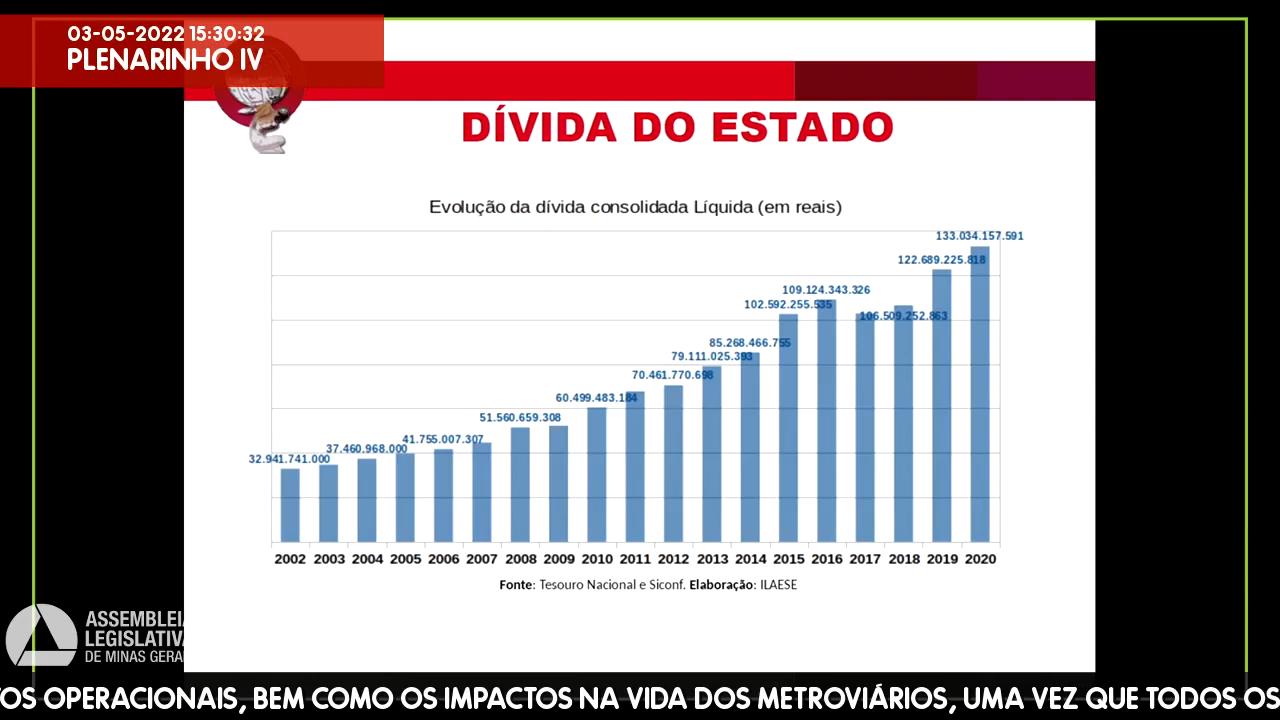 03-05-2022 15:30:32
PLENARINHO IV
DÍVIDA DO ESTADO
Evolução da dívida consolidada Líquida (em reais)
133.034.157.591
122.689.225.818
109.124.343.326
102.592.255.535
106.509.252.863
85.268.466.755
79.111.025.393
70.461.770.698
60.499.483.184
51.560.659.308
41.755.007.307
37.460.968.000
32.941.741.000
2002 2003 2004 2005 2006 2007 2008 2009 2010 2011 2012 2013 2014 2015 2016 2017 2018 2019 2020
Fonte: Tesouro Nacional e Siconf. Elaboração: ILAESE
ASSEMBLEIA
LEGISLATIVA
DE MINAS GERAI
TOS OPERACIONAIS, BEM COMO OS IMPACTOS NA VIDA DOS METROVIÁRIOS, UMA VEZ QUE TODOS OS